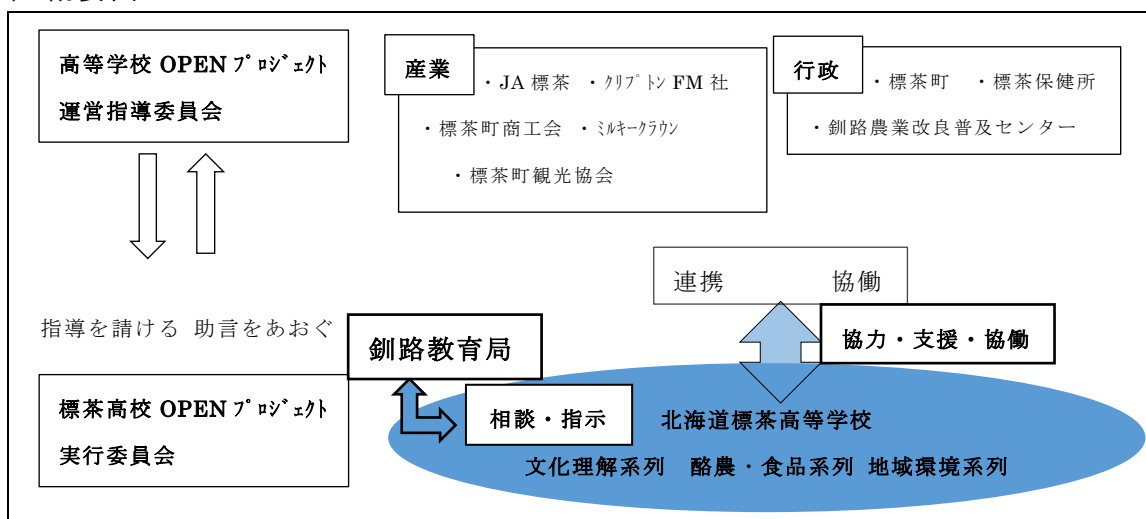 高等学校 OPEN ﾌﾟﾛｼﾞｪｸﾄ
運営指導委員会
産業
・JA 標茶 ・ｸﾘﾌﾟﾄﾝ FM 社
・標茶町商工会 ・ﾐﾙｷｰｸﾗｳﾝ
・標茶町観光協会
行政
・標茶町 ・標茶保健所
・釧路農業改良普及センター
連携 協働
指導を請ける 助言をあおぐ
釧路教育局
協力・支援・協働
標茶高校 OPEN ﾌﾟﾛｼﾞｪｸﾄ
実行委員会
相談・指示
北海道標茶高等学校
文化理解系列 酪農・食品系列 地域環境系列